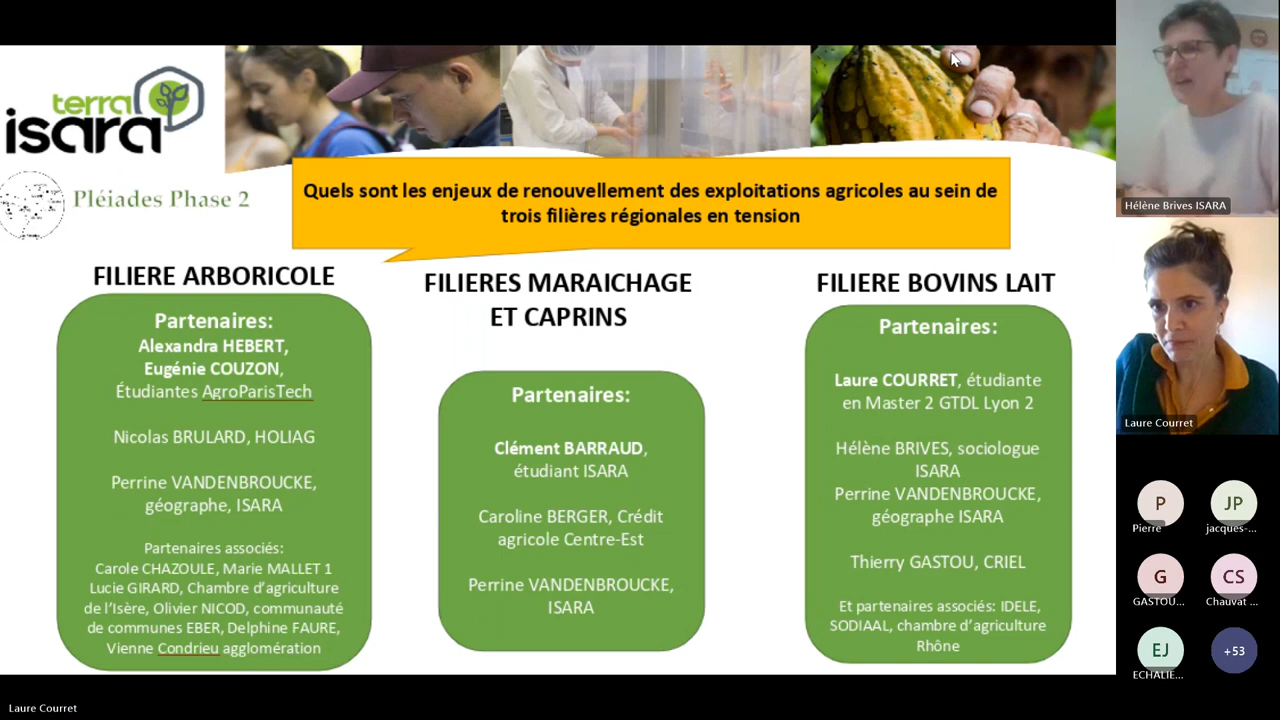 terra
isara
Pléiades Phase 2
Quels sont les enjeux de renouvellement des exploitations agricoles au sein de
trois filières régionales en tension
FILIERE ARBORICOLE
Partenaires:
Alexandra HEBERT,
Eugénie COUZON,
Étudiantes AgroParisTech
Nicolas BRULARD, HOLIAG
Perrine VANDENBROUCKE,
géographe, ISARA
Partenaires associés:
Carole CHAZOULE, Marie MALLET 1
Lucie GIRARD, Chambre d'agriculture
de l'Isère, Olivier NICOD, communauté
de communes EBER, Delphine FAURE,
Vienne Condrieu agglomération
FILIERES MARAICHAGE
ET CAPRINS
Partenaires:
Clément BARRAUD,
étudiant ISARA
Caroline BERGER, Crédit
agricole Centre-Est
Perrine VANDENBROUCKE,
ISARA
FILIERE BOVINS LAIT
Partenaires:
Laure COURRET, étudiante
en Master 2 GTDL Lyon 2
Hélène BRIVES, sociologue
ISARA
Perrine VANDENBROUCKE,
géographe ISARA
Thierry GASTOU, CRIEL
Et partenaires associés: IDELE,
SODIAAL, chambre d'agriculture
Rhône
Hélène Brives ISARA
Laure Courret
P
Pierre
JP
jacques-...
G
GASTOU...
CS
Chauvat ...
EJ
ECHALIE...
+53
Laure Courret